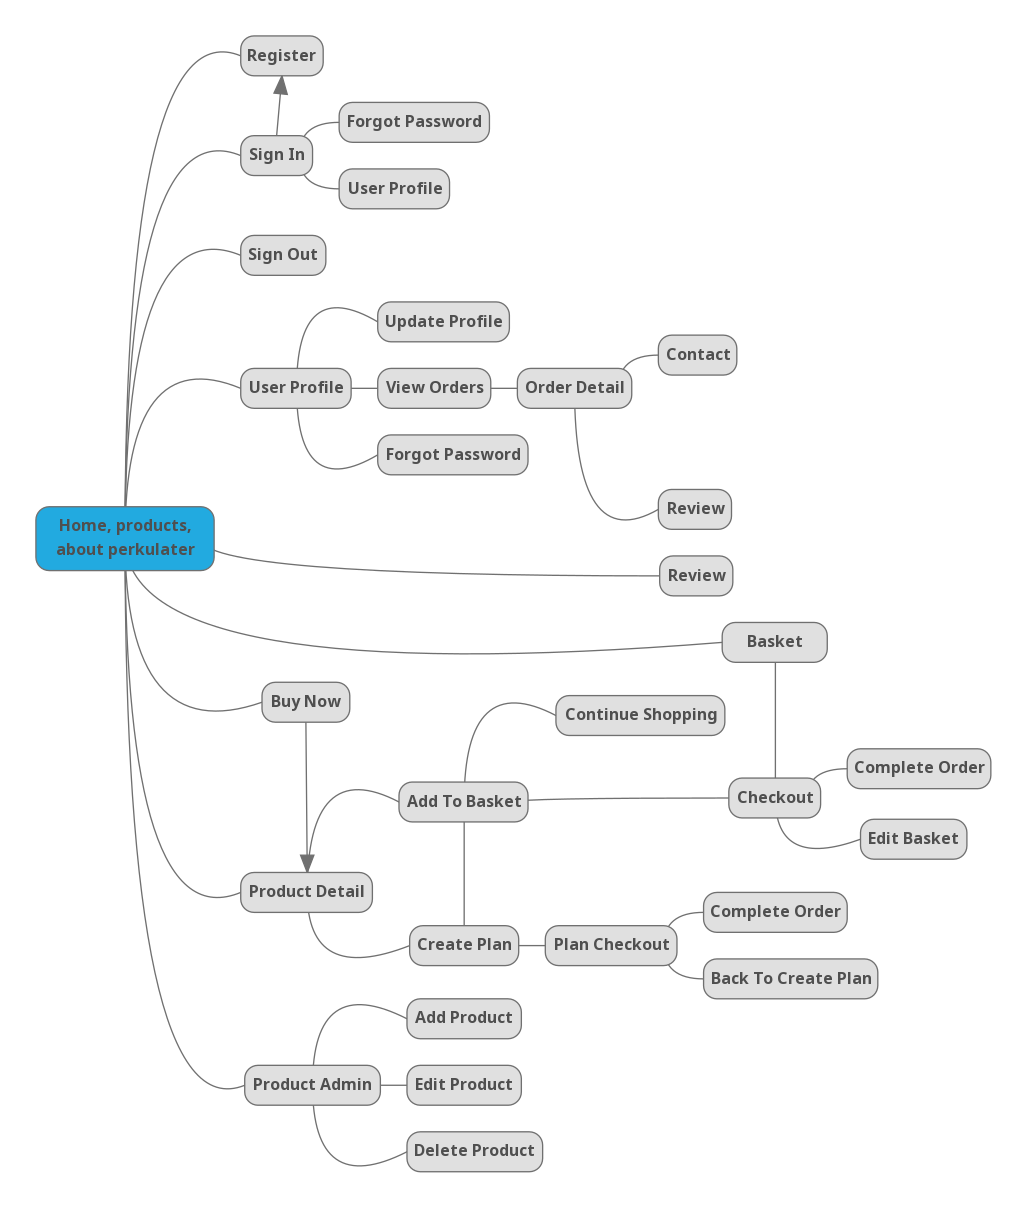 Register
Forgot Password
Sign In
User Profile
Sign Out
Update Profile
Contact
User Profile
View Orders
Order Detail
Forgot Password
Review
Home, products,
about perkulater
Review
Basket
Buy Now
Continue Shopping
Complete Order
Add To Basket
Checkout
Edit Basket
Product Detail
Complete Order
Create Plan
Plan Checkout
Back To Create Plan
Add Product
Product Admin
Edit Product
Delete Product